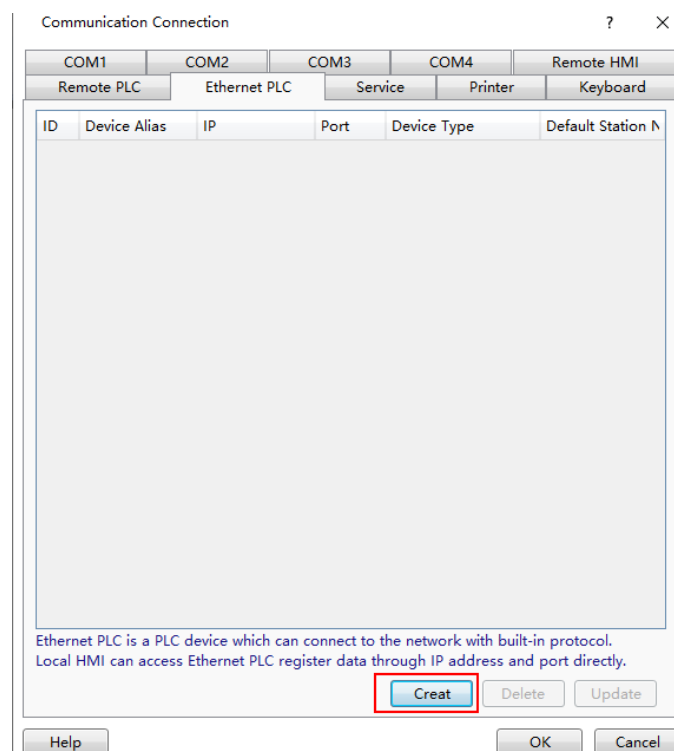 Communication Connection ? ×
COM1 COM2 COM3 COM4 Remote HMI
Remote PLC Ethernet PLC Service Printer Keyboard
ID Device Alias IP Port Device Type Default Station N
Ethernet PLC is a PLC device which can connect to the network with built-in protocol.
Local HMI can access Ethernet PLC register data through IP address and port directly.
Creat Delete Update
Help OK Cancel